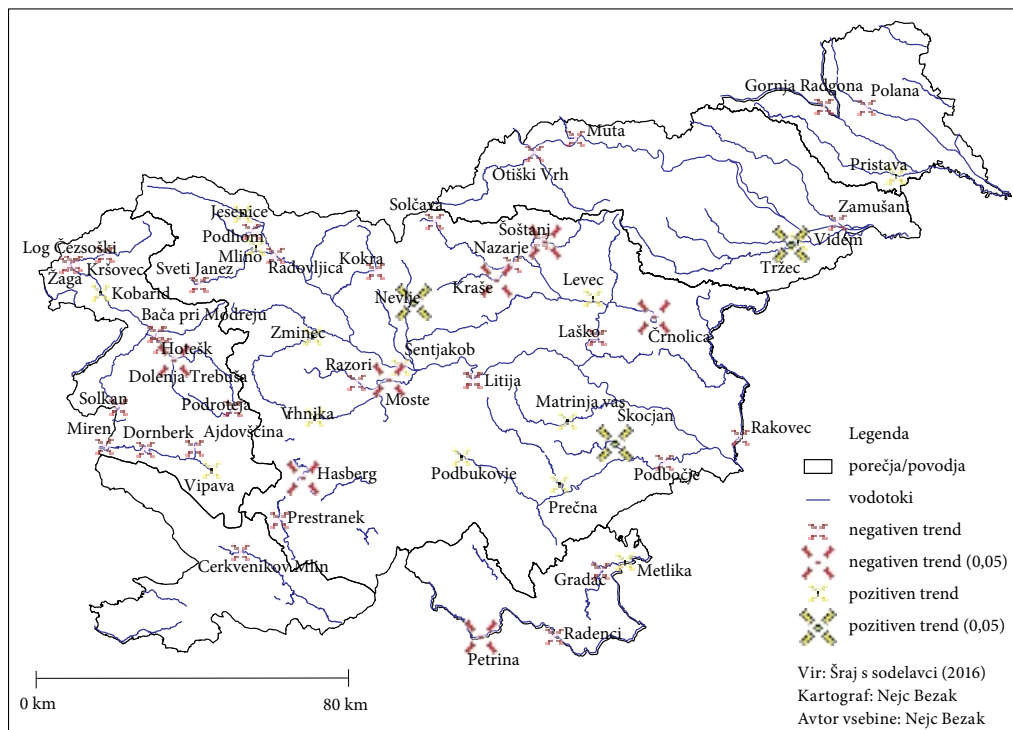 Gornja Radgona
Polana
Muta
Otiški Vrh
Pristava
Solčava
Zamušani
Jesenice
Soštanj
Podhom
Nazarje
Videm
Log Čezsoški
Mlino
Kokra
Tržec
Kršovec
Sveti Janez
Radovljica
Levec
Žaga
Kraše
Kobarid
Nevlje
Bača pri Modreju
Zminec
Laško
Črnolica
Hotešk
Šentjakob
Dolenja Trebuša
Razori
Litija
Solkan
Podroteja
Vrhnika
Moste
Matrinja vas
Škocjan
Miren
Dornberk
Ajdovščina
Rakovec
Vipava
Hasberg
Podbukovje
Podbočje
Prečna
Prestranek
Cerkvenikov Mlin
Gradac
Metlika
Radenci
Petrina
Legenda
porečja/povodja
vodotoki
negativen trend
negativen trend (0,05)
pozitiven trend
pozitiven trend (0,05)
Vir: Šraj s sodelavci (2016)
Kartograf: Nejc Bezak
Avtor vsebine: Nejc Bezak
0 km
80 km